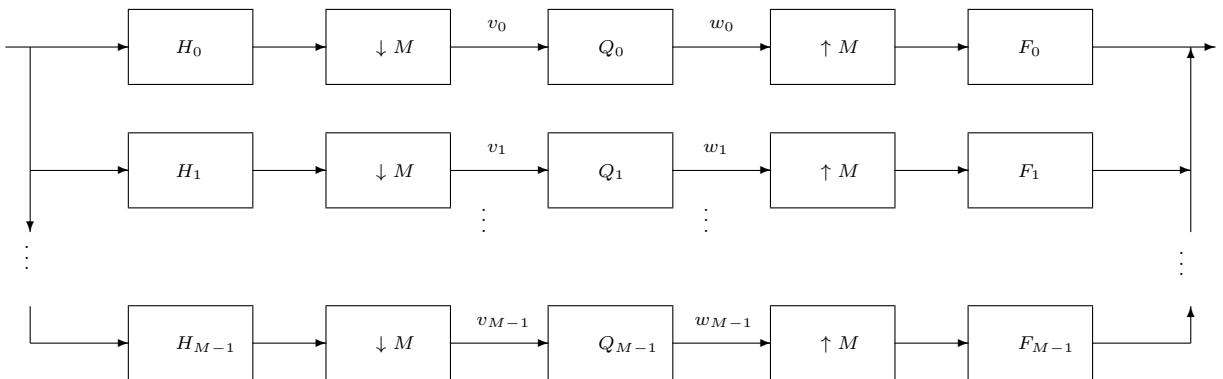 v_0 w_0
H_0 ↓ M Q_0 ↑ M F_0
v_1 w_1
H_1 ↓ M Q_1 ↑ M F_1
⋮ ⋮
⋮ ⋮
v_{M−1} w_{M−1}
H_{M−1} ↓ M Q_{M−1} ↑ M F_{M−1}